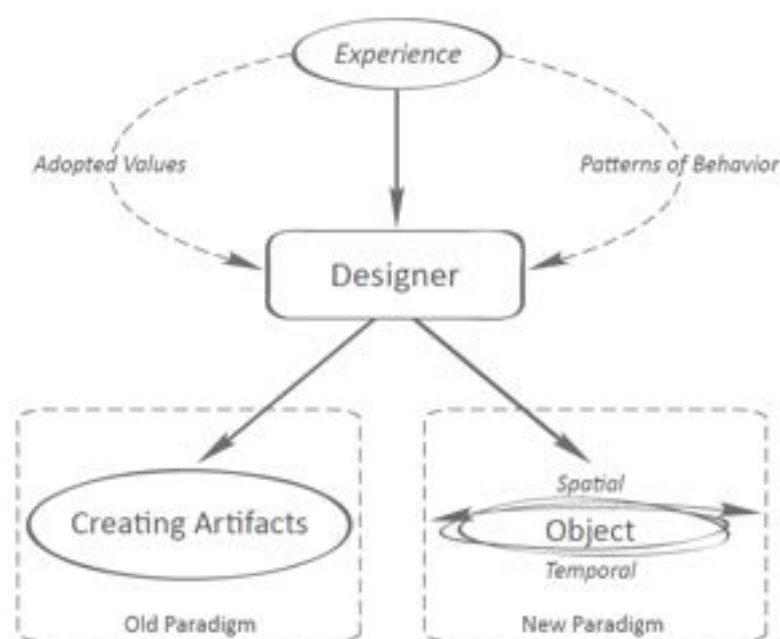 Experience
Adopted Values
Patterns of Behavior
Designer
Creating Artifacts
Old Paradigm
Spatial
Object
Temporal
New Paradigm